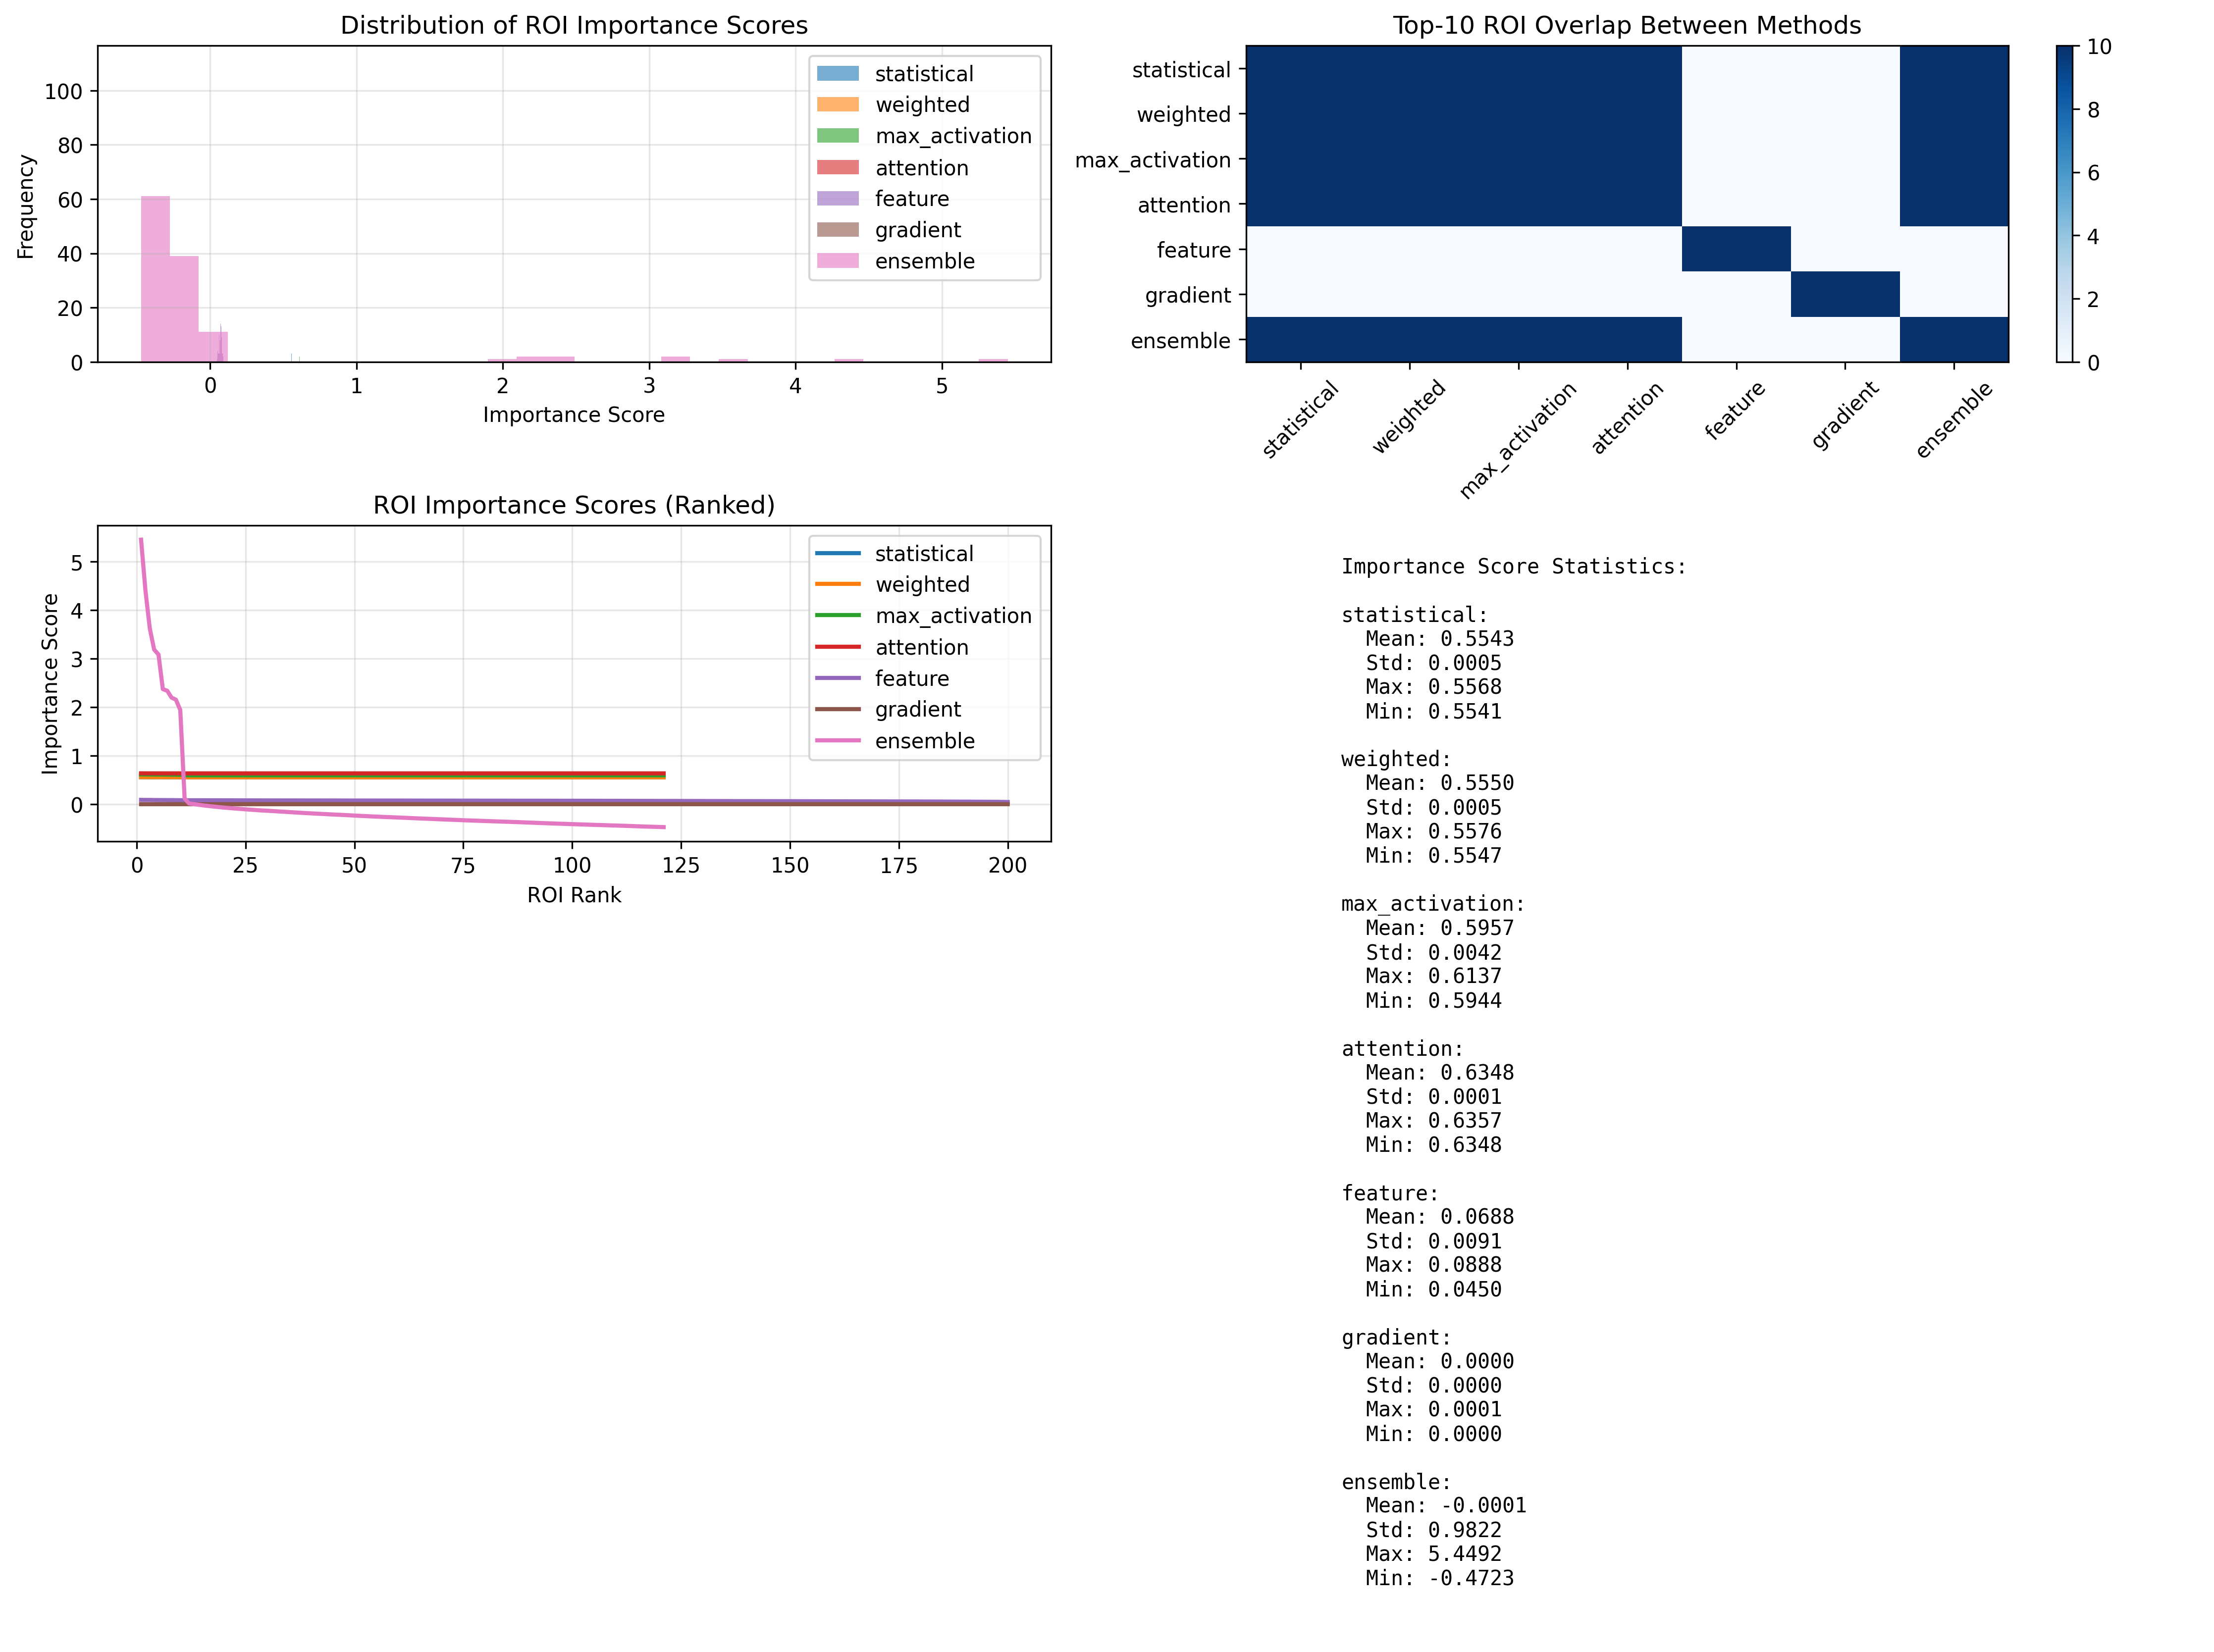 Distribution of ROI Importance Scores
Frequency
100
80
60
40
20
0
0 1 2 3 4 5
Importance Score
statistical
weighted
max_activation
attention
feature
gradient
ensemble
Top-10 ROI Overlap Between Methods
statistical
weighted
max_activation
attention
feature
gradient
ensemble
statistical weighted max_activation attention feature gradient ensemble
10
8
6
4
2
0
ROI Importance Scores (Ranked)
Importance Score
5
4
3
2
1
0
0 25 50 75 100 125 150 175 200
ROI Rank
statistical
weighted
max_activation
attention
feature
gradient
ensemble
Importance Score Statistics:
statistical:
Mean: 0.5543
Std: 0.0005
Max: 0.5568
Min: 0.5541
weighted:
Mean: 0.5550
Std: 0.0005
Max: 0.5576
Min: 0.5547
max_activation:
Mean: 0.5957
Std: 0.0042
Max: 0.6137
Min: 0.5944
attention:
Mean: 0.6348
Std: 0.0001
Max: 0.6357
Min: 0.6348
feature:
Mean: 0.0688
Std: 0.0091
Max: 0.0888
Min: 0.0450
gradient:
Mean: 0.0000
Std: 0.0000
Max: 0.0001
Min: 0.0000
ensemble:
Mean: -0.0001
Std: 0.9822
Max: 5.4492
Min: -0.4723